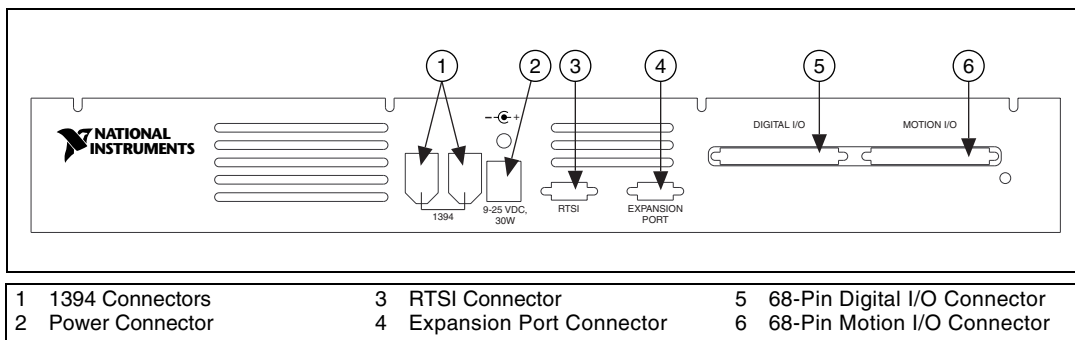 1 2 3 4 5 6
NATIONAL
INSTRUMENTS
- +
DIGITAL I/O MOTION I/O
1394
9-25 VDC,
30W
RTSI
EXPANSION
PORT
1 1394 Connectors 3 RTSI Connector 5 68-Pin Digital I/O Connector
2 Power Connector 4 Expansion Port Connector 6 68-Pin Motion I/O Connector